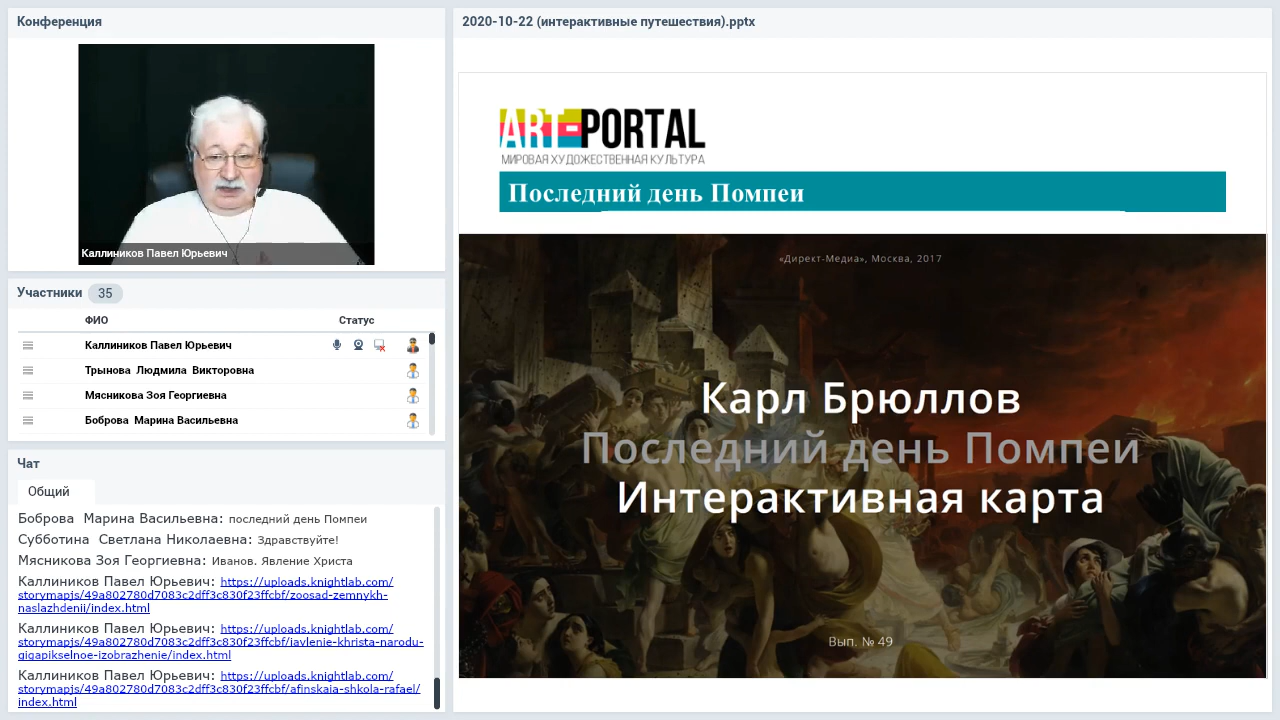 Конференция
Каллиников Павел Юрьевич
Участники 35
ФИО Статус
Каллиников Павел Юрьевич
Трынова Людмила Викторовна
Мясникова Зоя Георгиевна
Боброва Марина Васильевна
Чат
Общий
Боброва Марина Васильевна: последний день Помпеи
Субботина Светлана Николаевна: Здравствуйте!
Мясникова Зоя Георгиевна: Иванов. Явление Христа
Каллиников Павел Юрьевич: https://uploads.knightlab.com/
storymapjs/49a802780d7083c2dff3c830f23ffcbf/zoosad-zemnykh-
naslazhdenii/index.html
Каллиников Павел Юрьевич: https://uploads.knightlab.com/
storymapjs/49a802780d7083c2dff3c830f23ffcbf/iavlenie-khrista-narodu-
gigapikselnoe-izobrazhenie/index.html
Каллиников Павел Юрьевич: https://uploads.knightlab.com/
storymapjs/49a802780d7083c2dff3c830f23ffcbf/afinskaia-shkola-rafael/
index.html
2020-10-22 (интерактивные путешествия).pptx
ART-PORTAL
МИРОВАЯ ХУДОЖЕСТВЕННАЯ КУЛЬТУРА
Последний день Помпеи
«Директ-Медиа», Москва, 2017
Карл Брюллов
Последний день Помпеи
Интерактивная карта
Вып. № 49